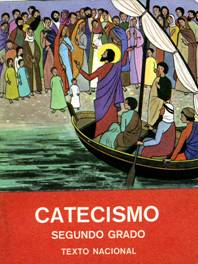 CATECISMO
SEGUNDO GRADO
TEXTO NACIONAL